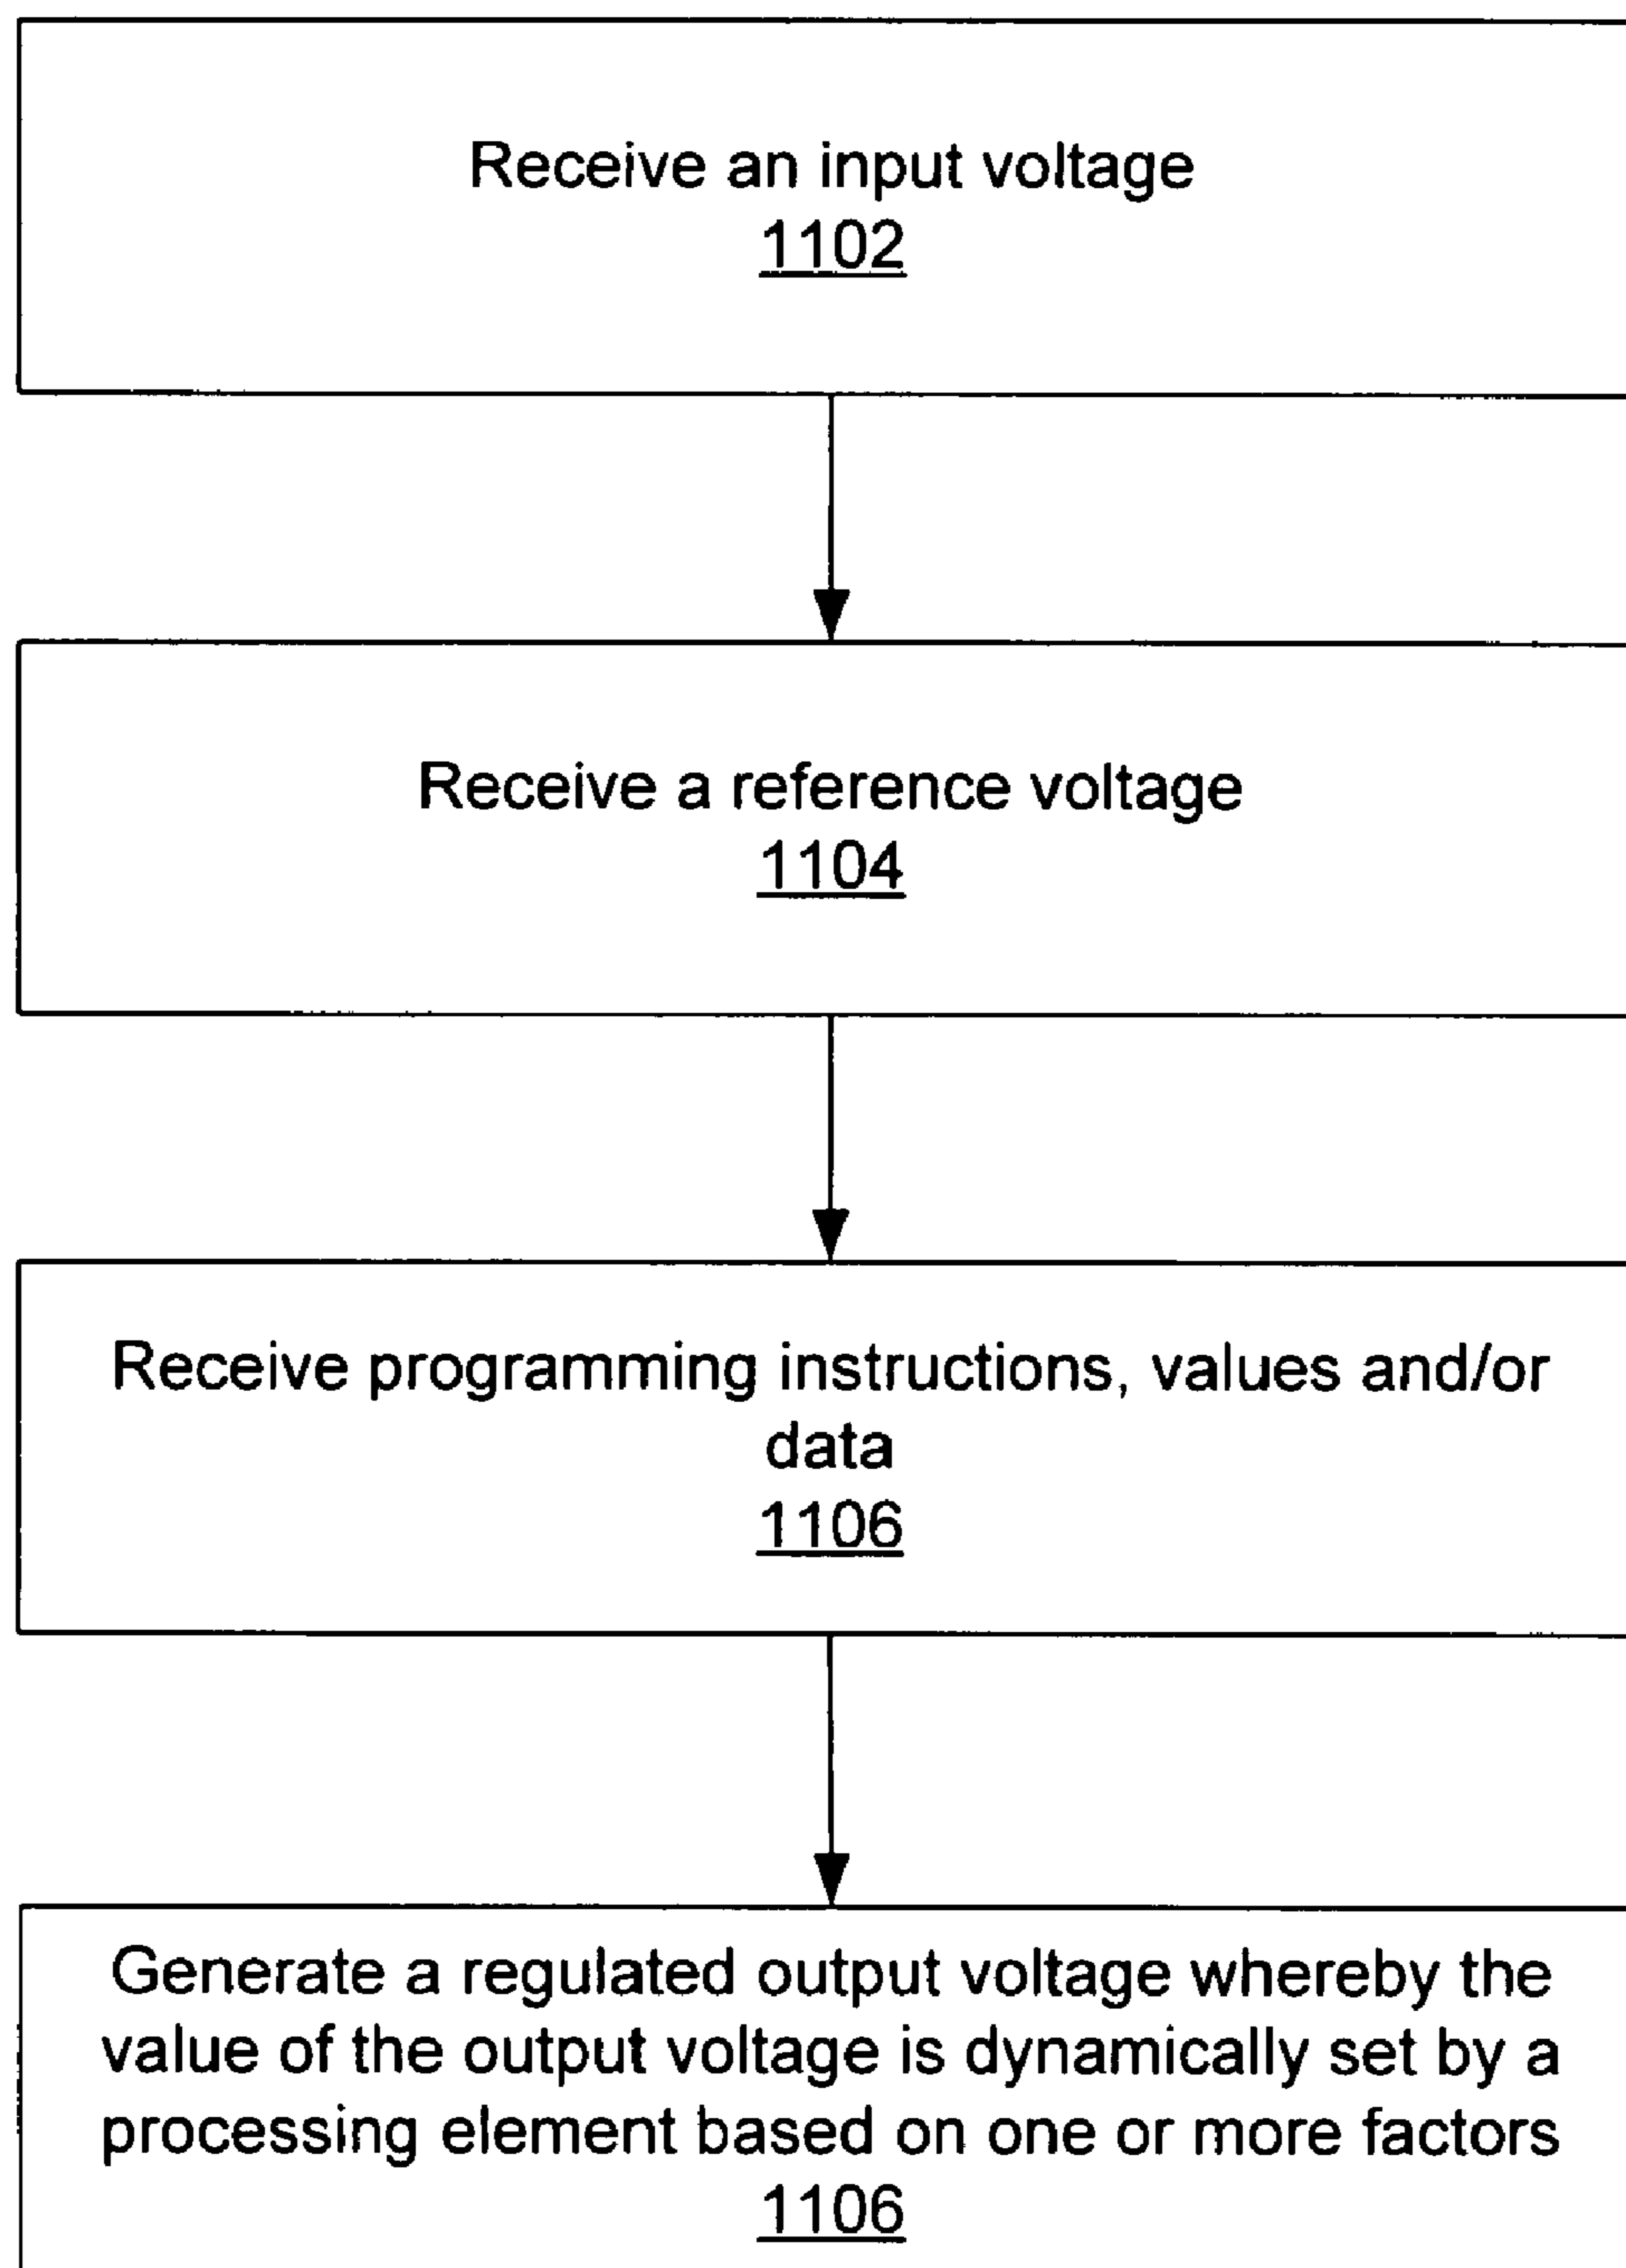 Receive an input voltage
1102
Receive a reference voltage
1104
Receive programming instructions, values and/or
data
1106
Generate a regulated output voltage whereby the
value of the output voltage is dynamically set by a
processing element based on one or more factors
1106